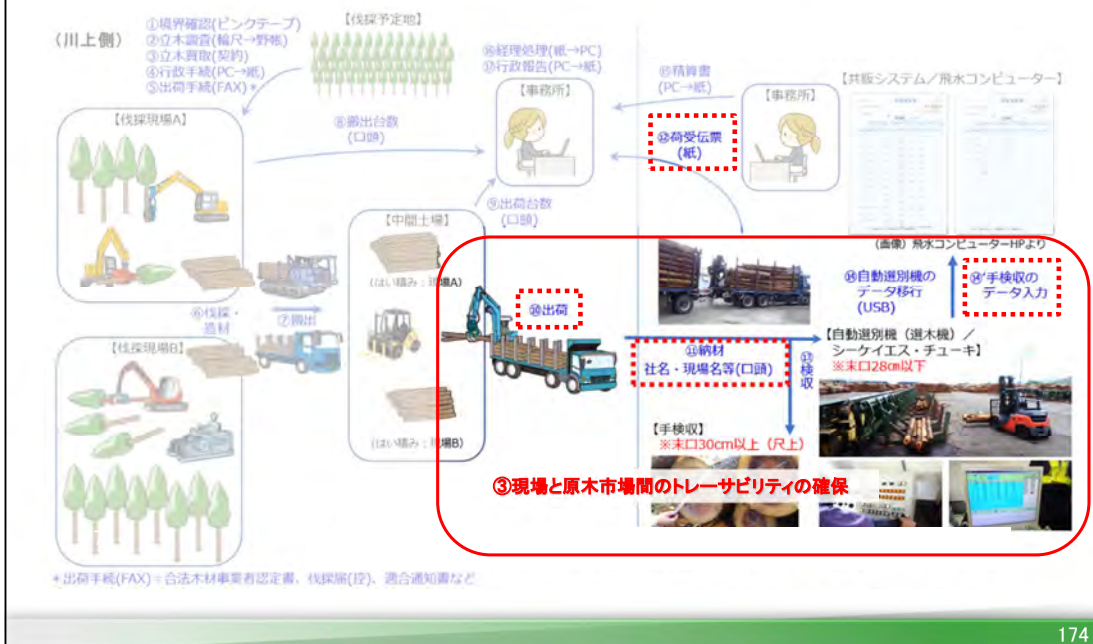 (川上側)
①境界確認(ピンクテープ)
②立木調査(輪尺→野帳)
③立木買取(契約)
④行政手続(PC→紙)
⑤出荷手続(FAX)*
【伐採予定地】
⑯経理処理(紙→PC)
⑰行政報告(PC→紙)
【事務所】
⑮精算書
(PC→紙)
【事務所】
【共販システム/飛水コンピューター】
【伐採現場A】
⑧搬出台数
(口頭)
⑫荷受伝票
(紙)
⑨出荷台数
(口頭)
【中間土場】
(画像)飛水コンピューターHPより
(はい積み:現場A)
⑩出荷
⑭自動選別機の
データ移行
(USB)
⑭'手検収の
データ入力
⑥伐採・
造材
⑦搬出
【伐採現場B】
⑪納材
社名・現場名等(口頭)
⑬検収
【自動選別機(選木機)/
シーケイエス・チューキ】
※末口28cm以下
(はい積み:現場B)
【手検収】
※末口30cm以上(尺上)
③現場と原木市場間のトレーサビリティの確保
*出荷手続(FAX)=合法木材事業者認定書、伐採届(控)、適合通知書など
174